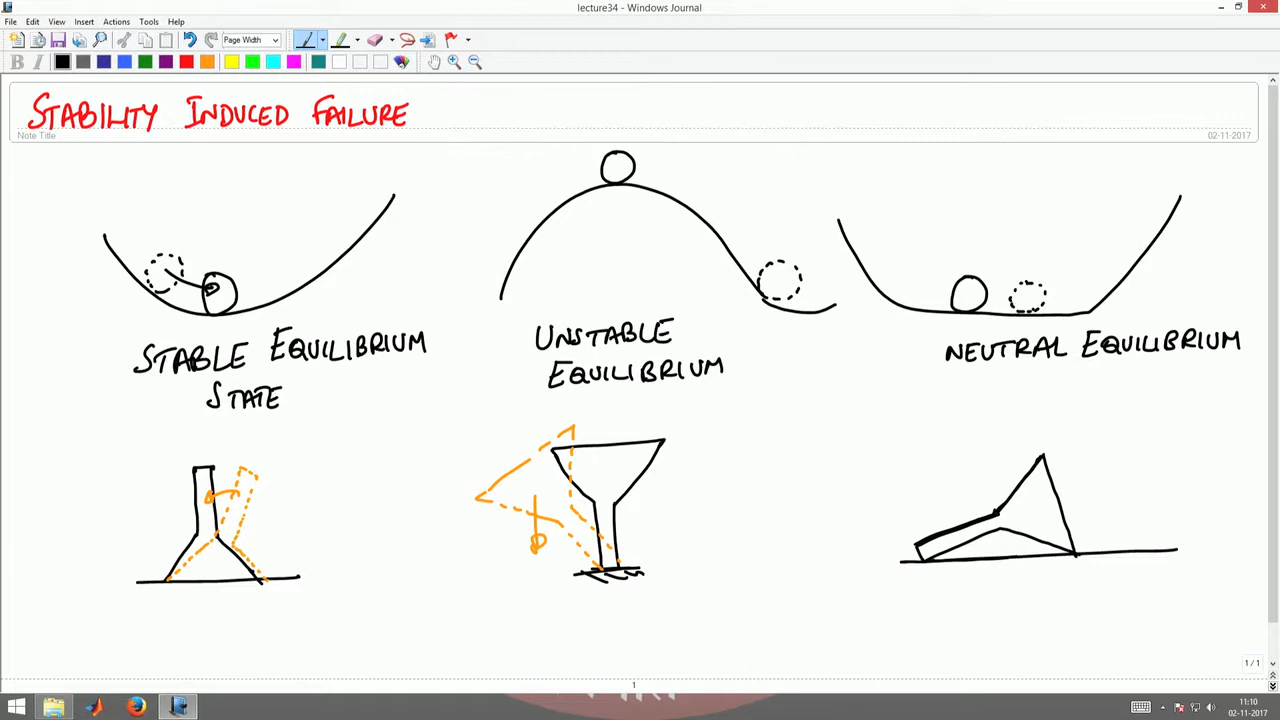 lecture34 - Windows Journal
File Edit View Insert Actions Tools Help
Page Width
B I
STABILITY INDUCED FAILURE
Note Title
02-11-2017
STABLE EQUILIBRIUM
STATE
UNSTABLE
EQUILIBRIUM
NEUTRAL EQUILIBRIUM
1 / 1
1
11:10
02-11-2017